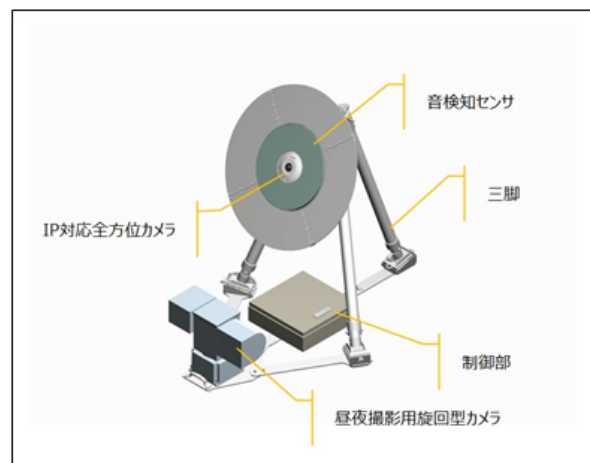 音検知センサ
三脚
IP対応全方位カメラ
制御部
昼夜撮影用旋回型カメラ